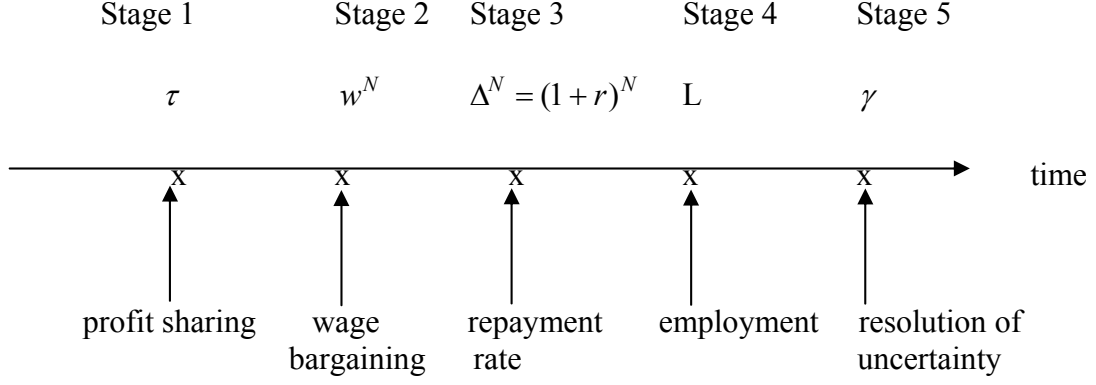 Stage 1 Stage 2 Stage 3 Stage 4 Stage 5
τ w^N Δ^N = (1 + r)^N L γ
x x x x x
time
profit sharing wage repayment employment resolution of
bargaining rate uncertainty